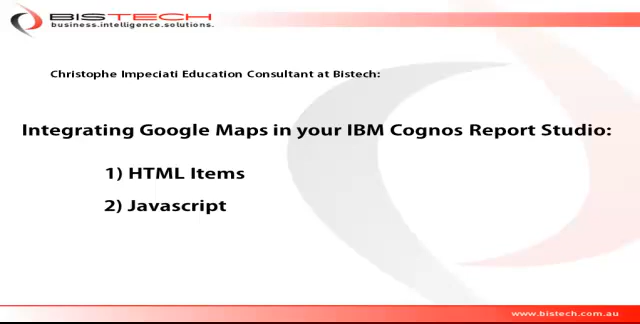 BISTECH
business.intelligence.solutions.
Christophe Impeciati Education Consultant at Bistech:
Integrating Google Maps in your IBM Cognos Report Studio:
1) HTML Items
2) Javascript
www.bistech.com.au